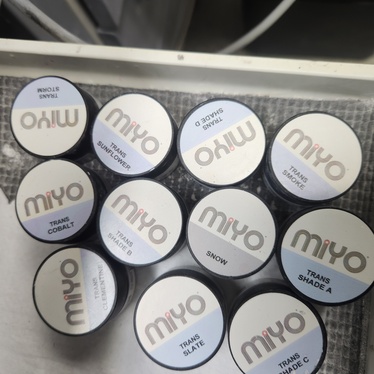 miYO
TRANS
STORM
miYO
TRANS
SUNFLOWER
miYO
TRANS
SHADE D
miYO
TRANS
SMOKE
miYO
TRANS
COBALT
miYO
TRANS
SHADE B
miYO
SNOW
miYO
TRANS
SHADE A
miYO
TRANS
CLEMENTINE
miYO
TRANS
SLATE
miYO
TRANS
SHADE C